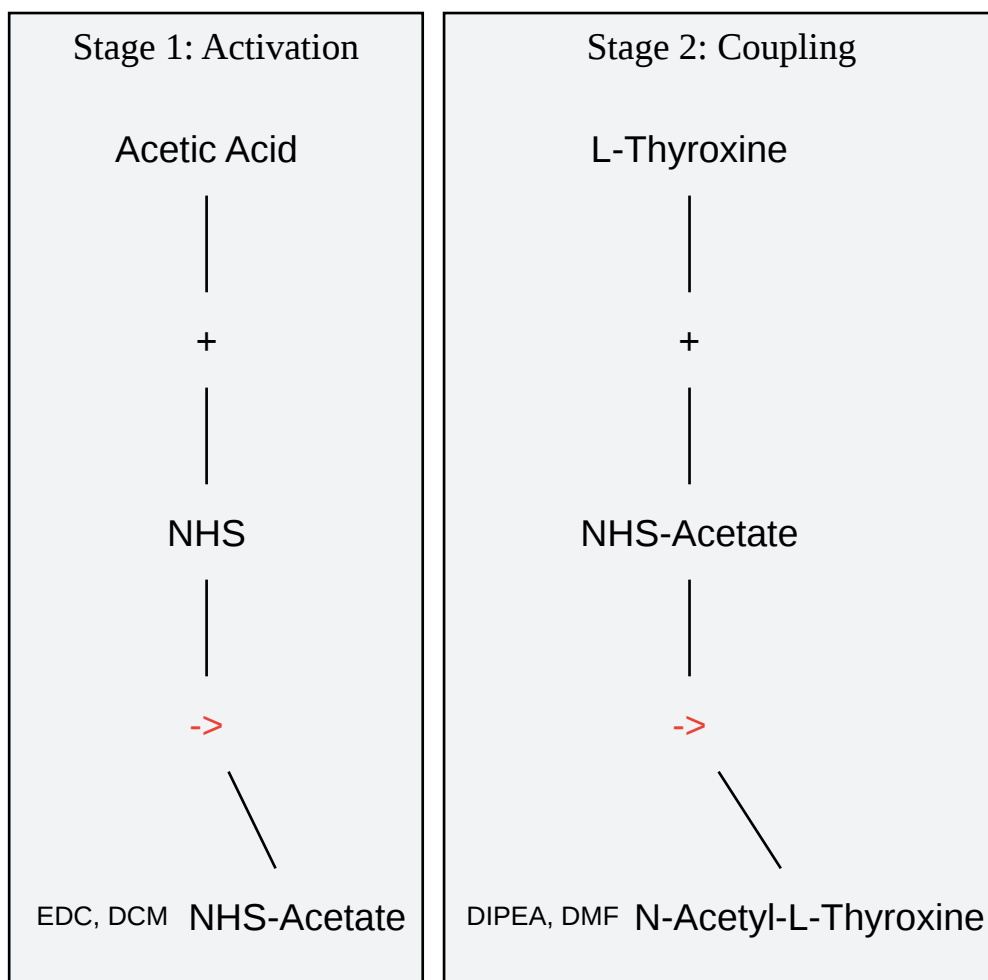 Stage 1: Activation
Acetic Acid
+
NHS
->
EDC, DCM NHS-Acetate
Stage 2: Coupling
L-Thyroxine
+
NHS-Acetate
->
DIPEA, DMF N-Acetyl-L-Thyroxine